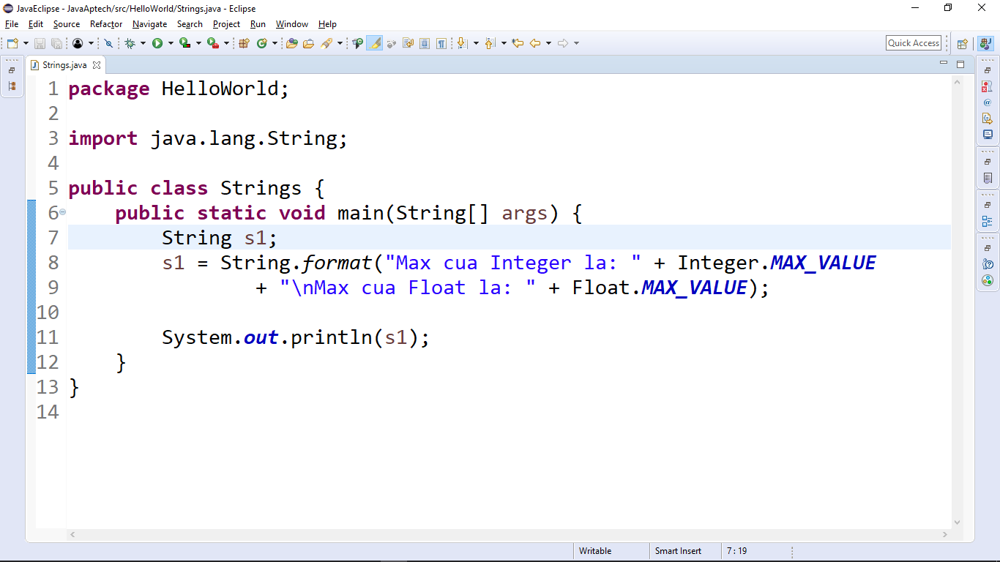 JavaEclipse - JavaAptech/src/HelloWorld/Strings.java - Eclipse
File Edit Source Refactor Navigate Search Project Run Window Help
Quick Access
Strings.java
1 package HelloWorld;
2
3 import java.lang.String;
4
5 public class Strings {
6 public static void main(String[] args) {
7 String s1;
8 s1 = String.format("Max cua Integer la: " + Integer.MAX_VALUE
9 + "\nMax cua Float la: " + Float.MAX_VALUE);
10
11 System.out.println(s1);
12 }
13 }
14
Writable Smart Insert 7 : 19